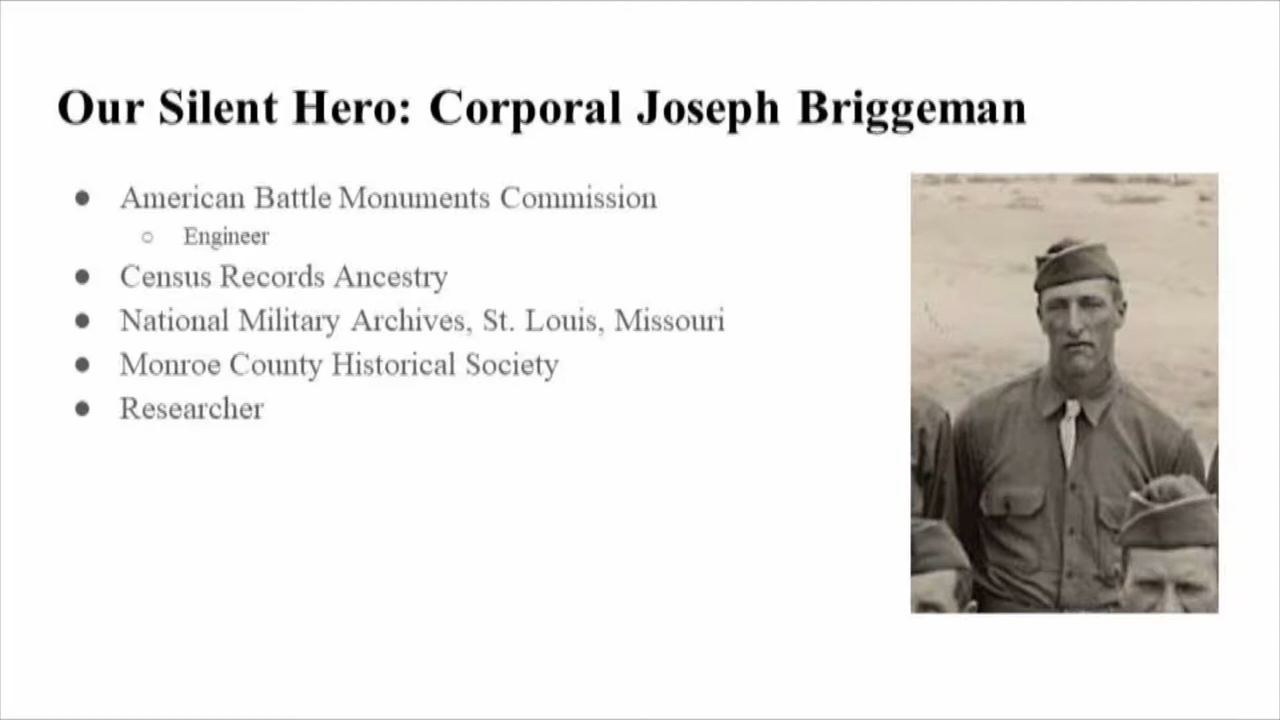 Our Silent Hero: Corporal Joseph Briggeman
● American Battle Monuments Commission
○ Engineer
● Census Records Ancestry
● National Military Archives, St. Louis, Missouri
● Monroe County Historical Society
● Researcher